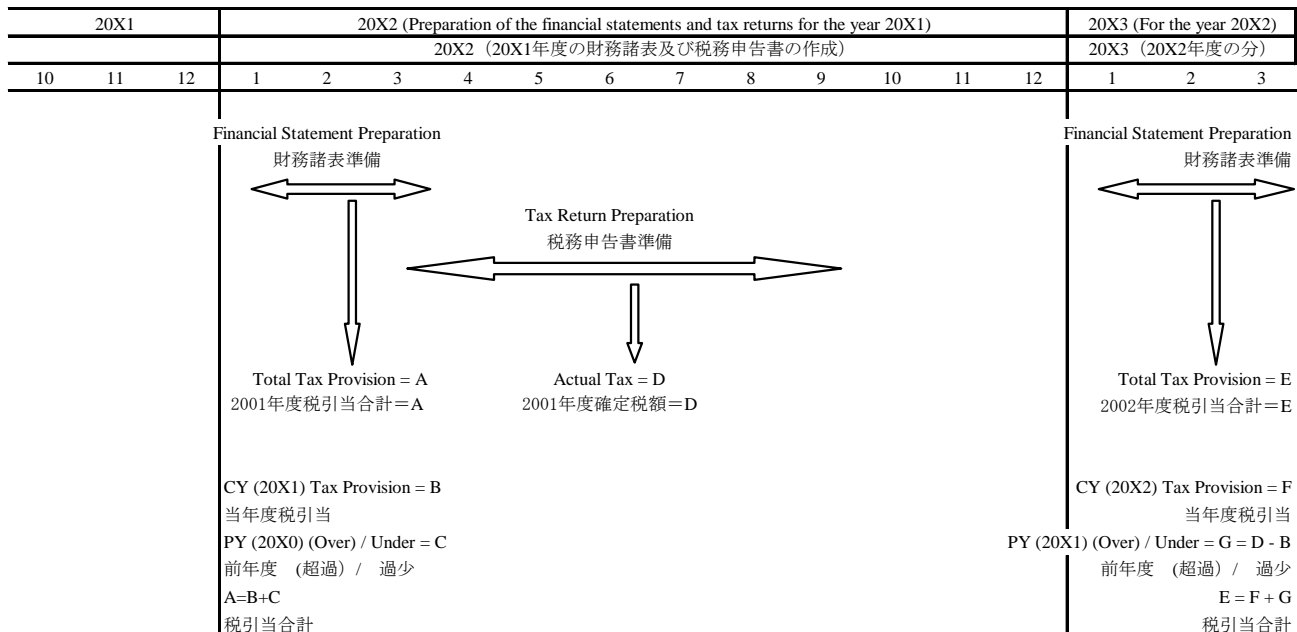 20X1 20X2 (Preparation of the financial statements and tax returns for the year 20X1) 20X3 (For the year 20X2)
20X2（20X1年度の財務諸表及び税務申告書の作成） 20X3（20X2年度の分）
10 11 12 1 2 3 4 5 6 7 8 9 10 11 12 1 2 3
Financial Statement Preparation Financial Statement Preparation
財務諸表準備 財務諸表準備
Tax Return Preparation
税務申告書準備
Total Tax Provision = A Actual Tax = D Total Tax Provision = E
2001年度税引当合計＝A 2001年度確定税額＝D 2002年度税引当合計＝E
CY (20X1) Tax Provision = B CY (20X2) Tax Provision = F
当年度税引当 当年度税引当
PY (20X0) (Over) / Under = C PY (20X1) (Over) / Under = G = D - B
前年度 (超過）/ 過少 前年度 (超過）/ 過少
A=B+C E = F + G
税引当合計 税引当合計